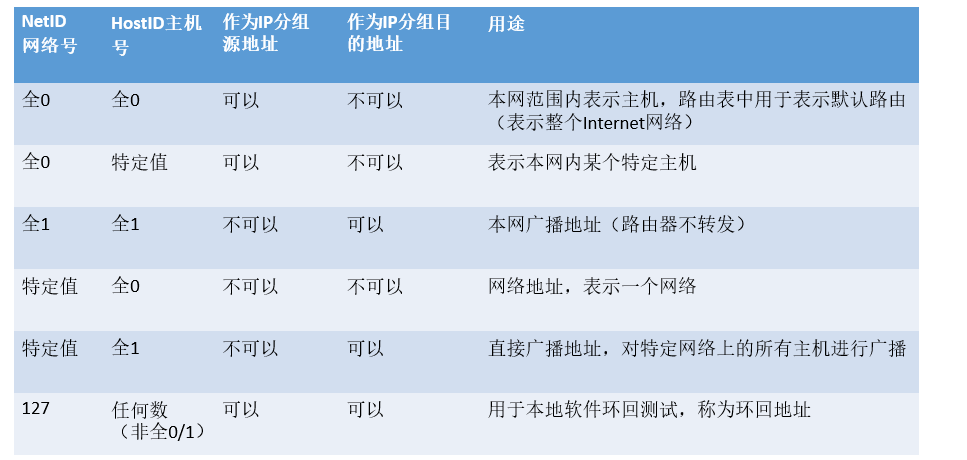 NetID 网络号 HostID主机号 作为IP分组源地址 作为IP分组目的地址 用途
全0 全0 可以 不可以 本网范围内表示主机，路由表中用于表示默认路由
（表示整个Internet网络）
全0 特定值 可以 不可以 表示本网内某个特定主机
全1 全1 不可以 可以 本网广播地址（路由器不转发）
特定值 全0 不可以 不可以 网络地址，表示一个网络
特定值 全1 不可以 可以 直接广播地址，对特定网络上的所有主机进行广播
127 任何数 可以 可以 用于本地软件环回测试，称为环回地址
（非全0/1）